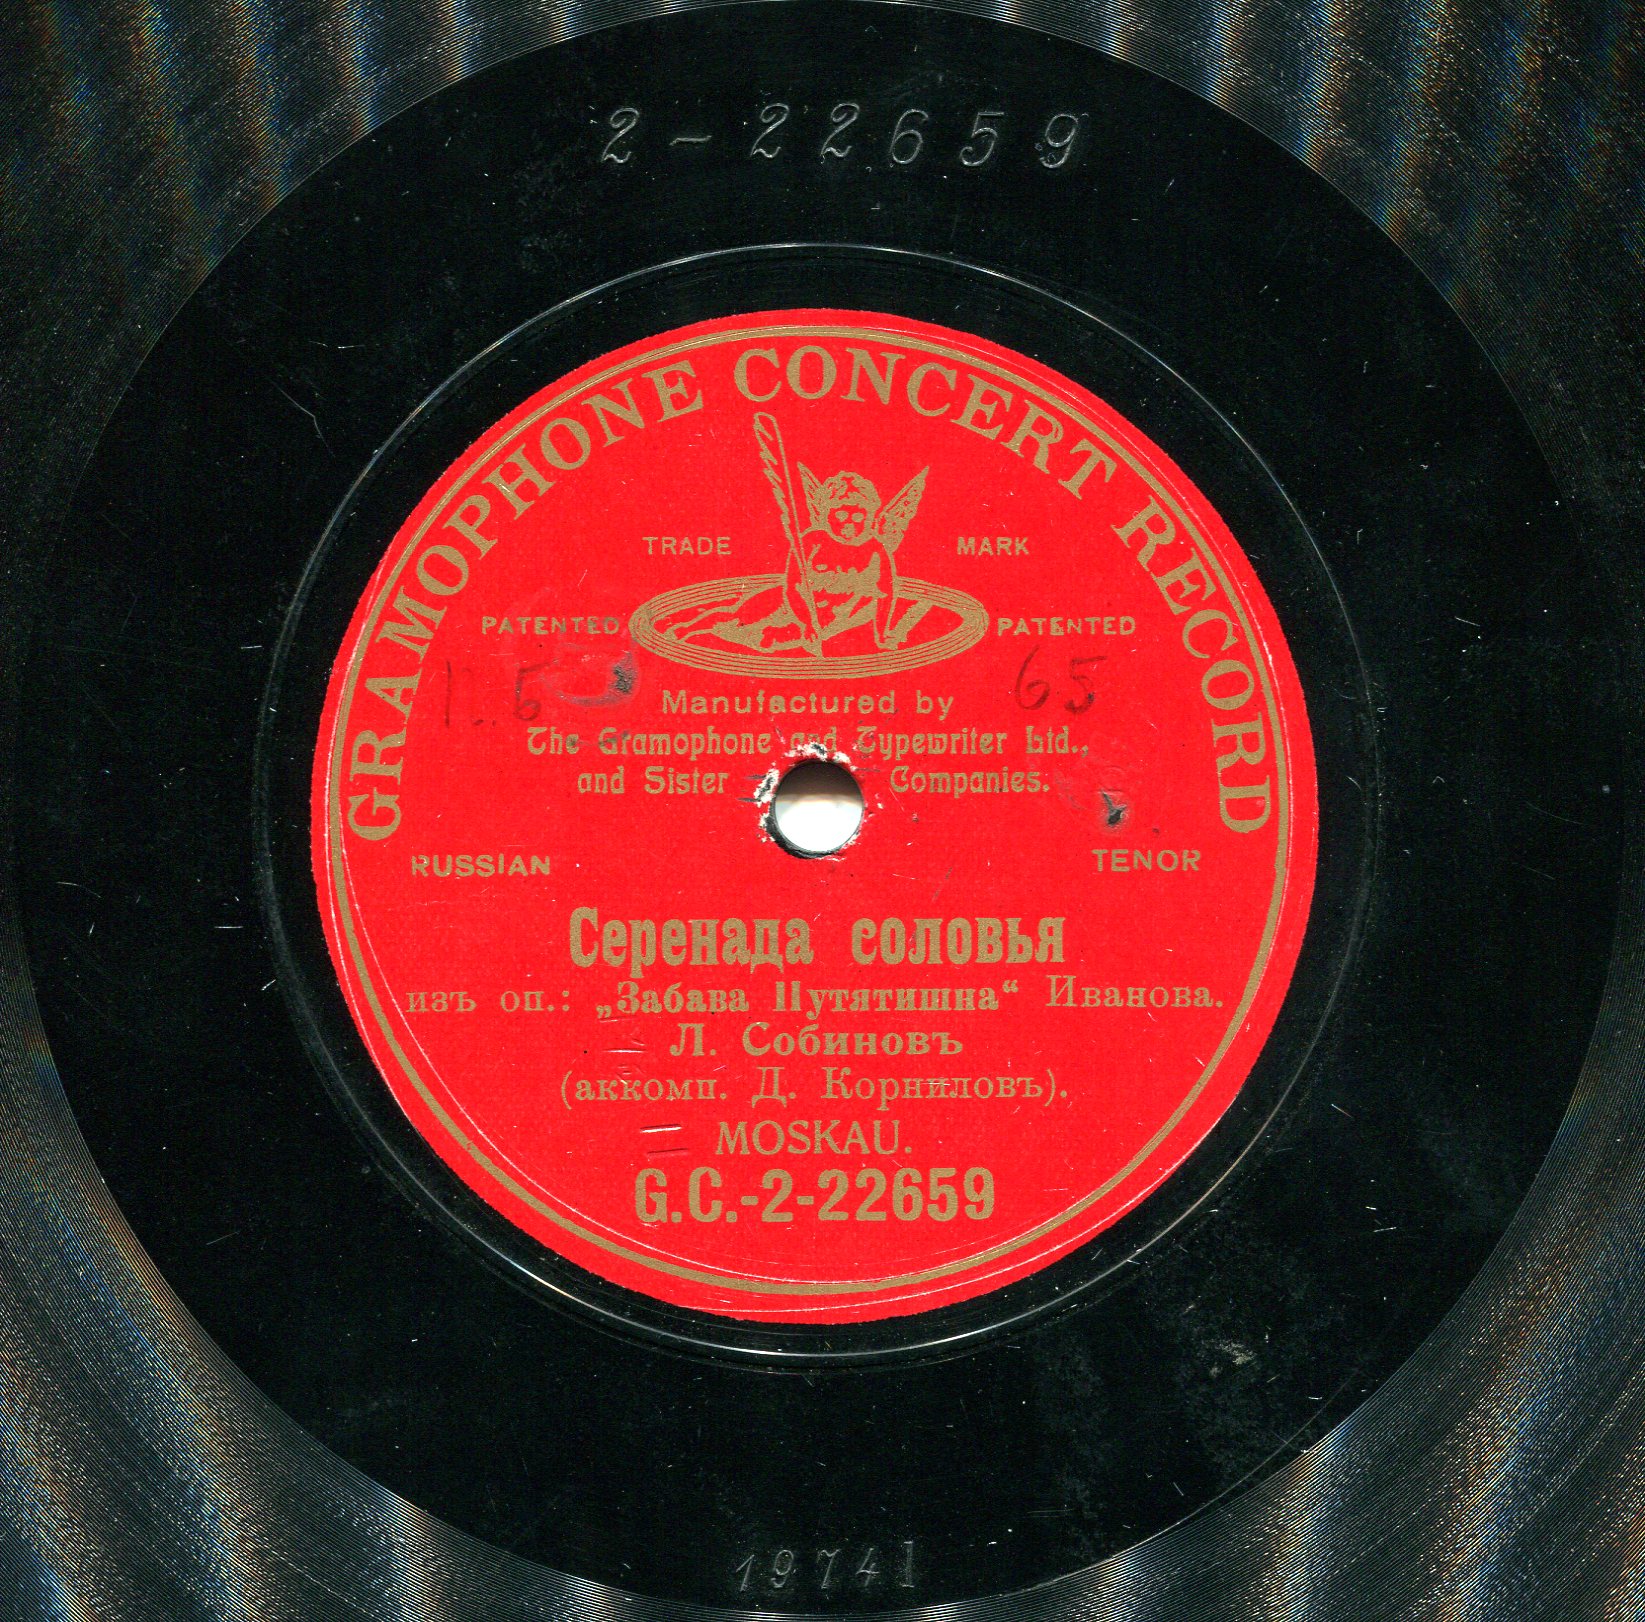 2-22659
GRAMOPHONE CONCERT RECORD
TRADE MARK
PATENTED PATENTED
65
Manufactured by
The Gramophone and Typewriter Ltd.,
and Sister Companies.
RUSSIAN TENOR
Серенада соловья
изъ оп.: „Забава Путятишна“ Иванова.
Л. Собиновъ
(аккомп. Д. Корниловъ).
MOSKAU.
G.C.-2-22659
19741